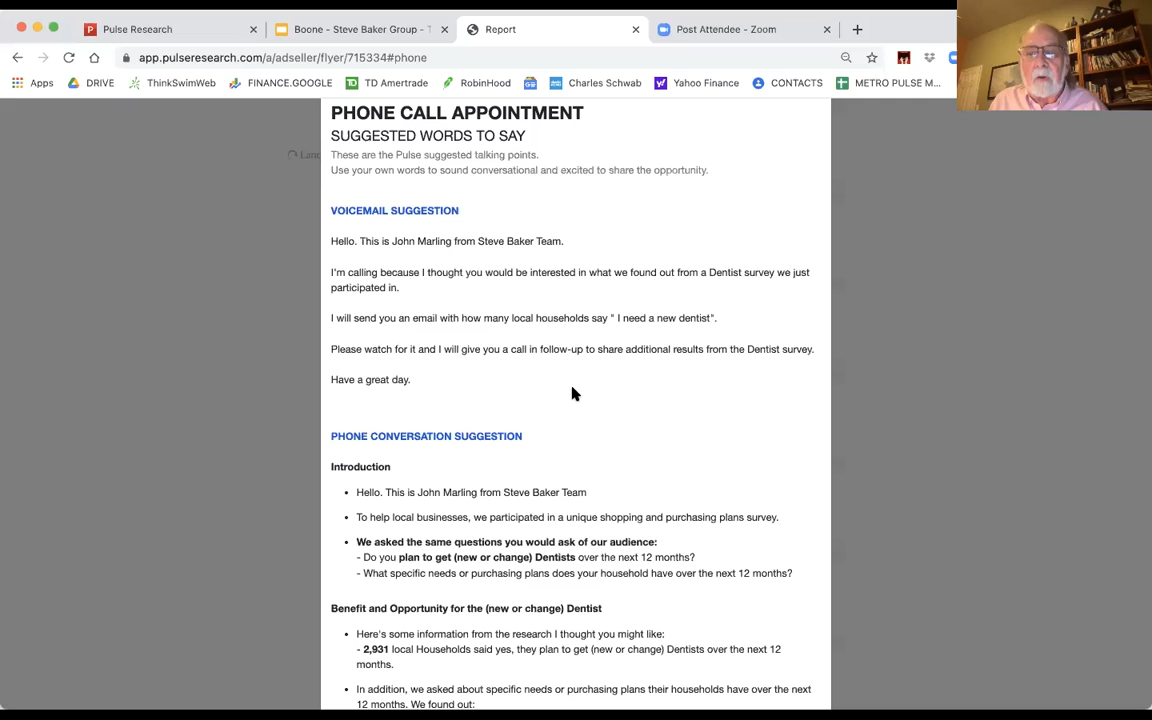 Pulse Research
Boone - Steve Baker Group - T
Report
Post Attendee - Zoom
app.pulseresearch.com/a/adseller/flyer/715334#phone
Apps
DRIVE
ThinkSwimWeb
FINANCE.GOOGLE
TD Amertrade
RobinHood
Charles Schwab
Yahoo Finance
CONTACTS
METRO PULSE M...
PHONE CALL APPOINTMENT
SUGGESTED WORDS TO SAY
These are the Pulse suggested talking points.
Use your own words to sound conversational and excited to share the opportunity.
VOICEMAIL SUGGESTION
Hello. This is John Marling from Steve Baker Team.
I'm calling because I thought you would be interested in what we found out from a Dentist survey we just
participated in.
I will send you an email with how many local households say " I need a new dentist".
Please watch for it and I will give you a call in follow-up to share additional results from the Dentist survey.
Have a great day.
PHONE CONVERSATION SUGGESTION
Introduction
• Hello. This is John Marling from Steve Baker Team
• To help local businesses, we participated in a unique shopping and purchasing plans survey.
• We asked the same questions you would ask of our audience:
- Do you plan to get (new or change) Dentists over the next 12 months?
- What specific needs or purchasing plans does your household have over the next 12 months?
Benefit and Opportunity for the (new or change) Dentist
• Here's some information from the research I thought you might like:
- 2,931 local Households said yes, they plan to get (new or change) Dentists over the next 12
months.
• In addition, we asked about specific needs or purchasing plans their households have over the next
12 months. We found out: